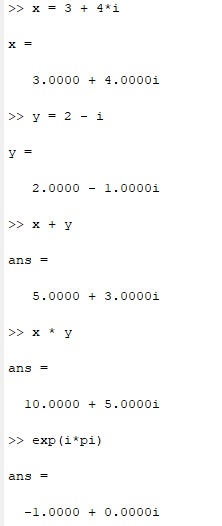 >> x = 3 + 4*i
x =
3.0000 + 4.0000i
>> y = 2 - i
y =
2.0000 - 1.0000i
>> x + y
ans =
5.0000 + 3.0000i
>> x * y
ans =
10.0000 + 5.0000i
>> exp(i*pi)
ans =
-1.0000 + 0.0000i